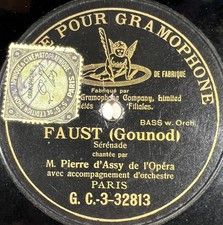 E POUR GRAMOPHONE
DE FABRIQUE
Fabriqué par
Gramophone Company, Limited
Filiales.
BASS w. Orch.
FAUST (Gounod)
Sérénade
chantée par
M. Pierre d'Assy de l'Opéra
avec accompagnement d'orchestre
PARIS
G. C.-3-32813